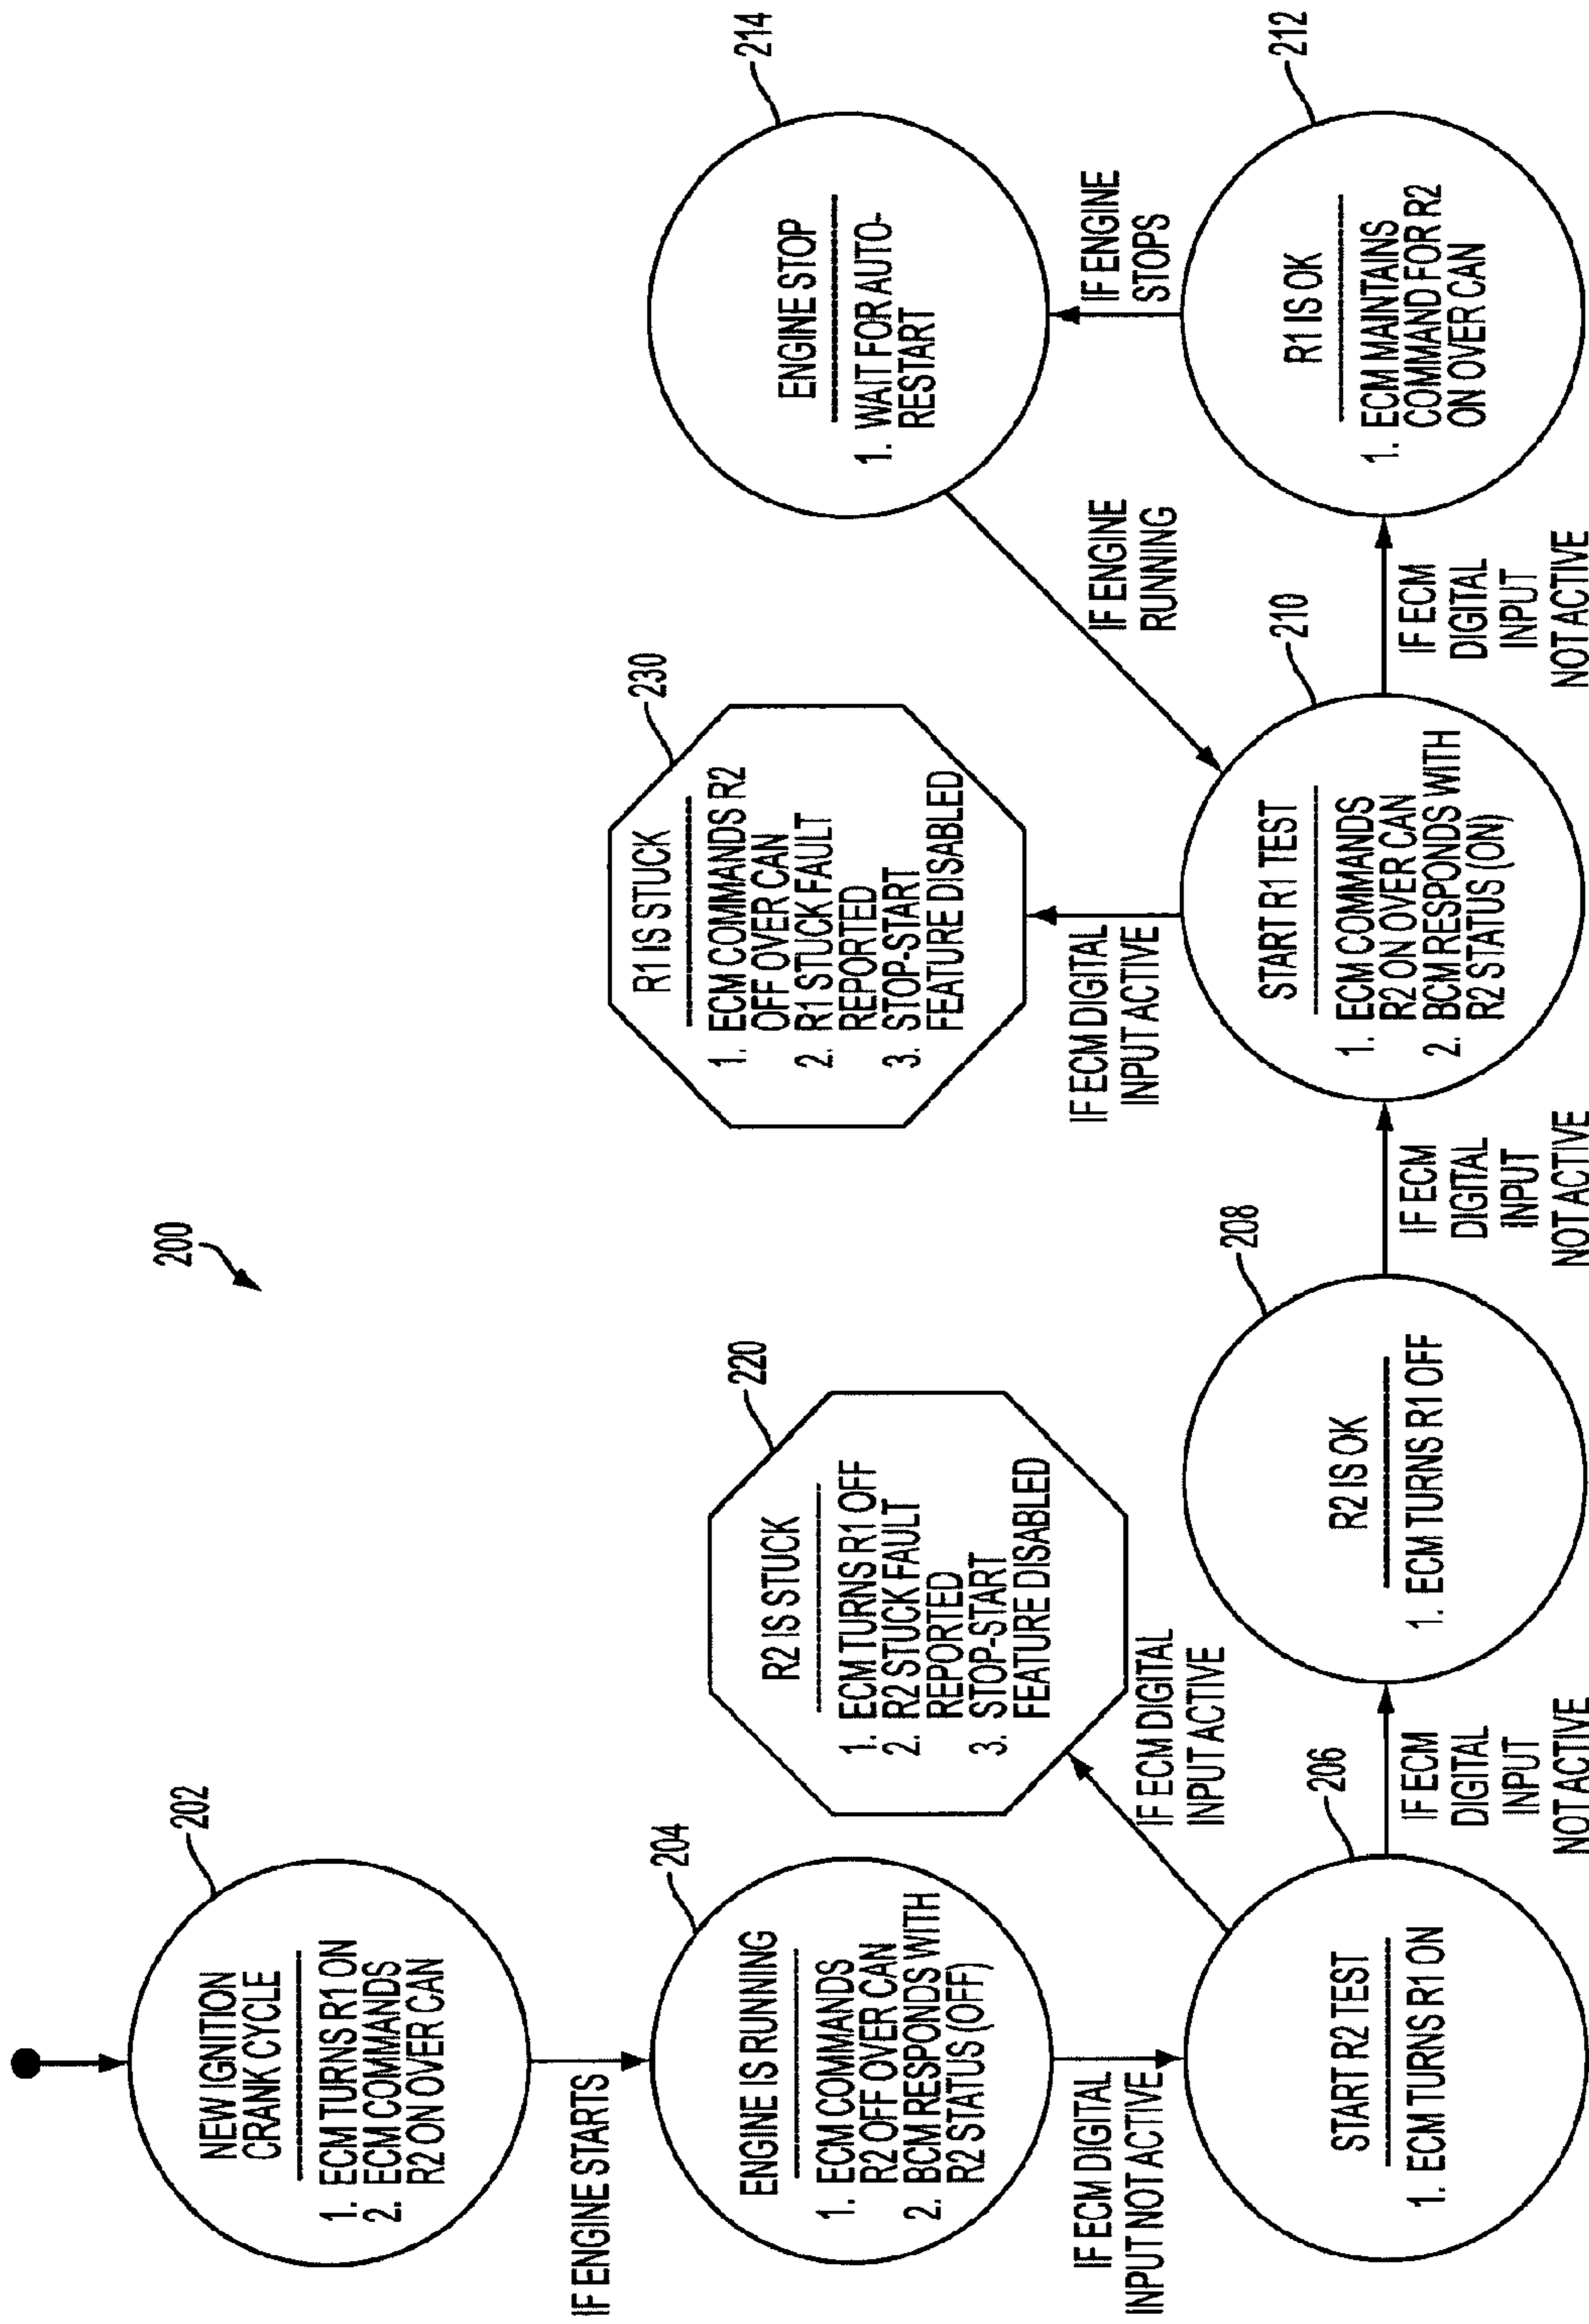 200
202
NEW IGNITION
CRANK CYCLE
1. ECM TURNS R1 ON
2. ECM COMMANDS
R2 ON OVER CAN
IF ENGINE STARTS
204
ENGINE IS RUNNING
1. ECM COMMANDS
R2 OFF OVER CAN
2. BCM RESPONDS WITH
R2 STATUS (OFF)
IF ECM DIGITAL
INPUT NOT ACTIVE
206
START R2 TEST
1. ECM TURNS R1 ON
IF ECM DIGITAL
INPUT ACTIVE
220
R2 IS STUCK
1. ECM TURNS R1 OFF
2. R2 STUCK FAULT
REPORTED
3. STOP-START
FEATURE DISABLED
IF ECM
DIGITAL
INPUT
NOT ACTIVE
208
R2 IS OK
1. ECM TURNS R1 OFF
IF ECM
DIGITAL
INPUT
NOT ACTIVE
210
START R1 TEST
1. ECM COMMANDS
R2 ON OVER CAN
2. BCM RESPONDS WITH
R2 STATUS (ON)
IF ECM DIGITAL
INPUT ACTIVE
230
R1 IS STUCK
1. ECM COMMANDS R2
OFF OVER CAN
2. R1 STUCK FAULT
REPORTED
3. STOP-START
FEATURE DISABLED
IF ECM
DIGITAL
INPUT
NOT ACTIVE
212
R1 IS OK
1. ECM MAINTAINS
COMMAND FOR R2
ON OVER CAN
IF ENGINE
STOPS
214
ENGINE STOP
1. WAIT FOR AUTO-
RESTART
IF ENGINE
RUNNING